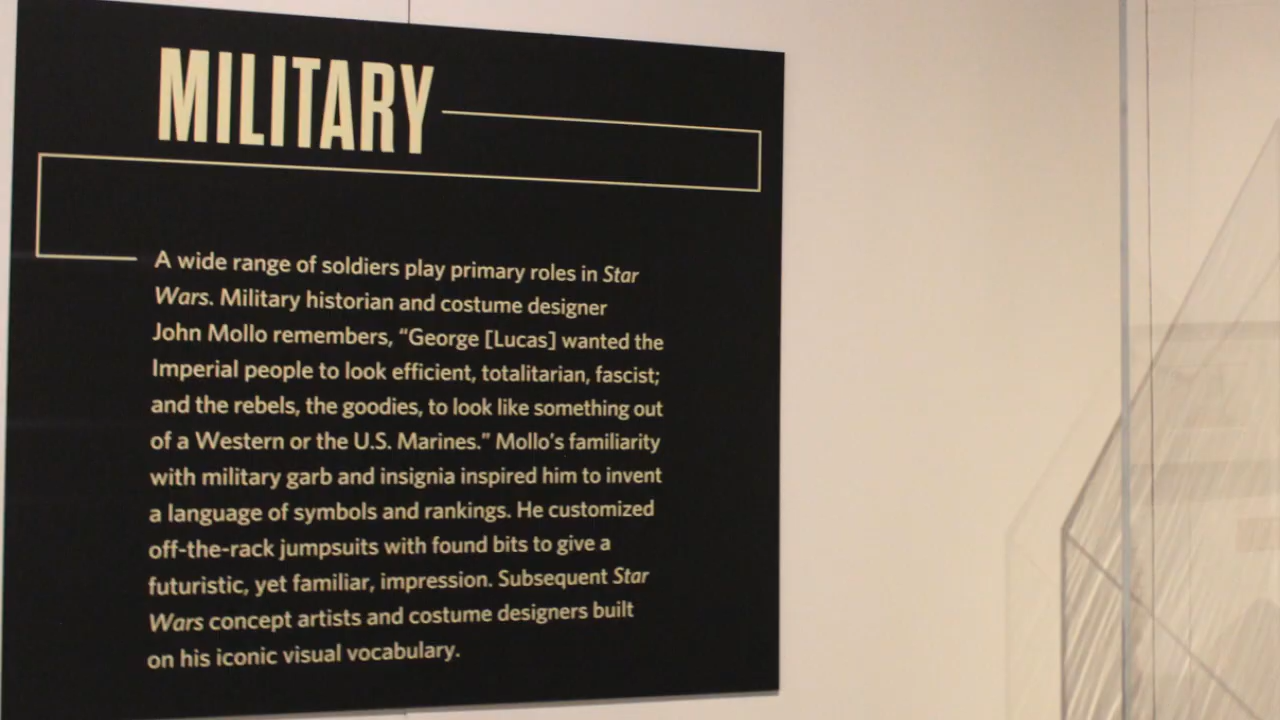 MILITARY
A wide range of soldiers play primary roles in Star
Wars. Military historian and costume designer
John Mollo remembers, “George [Lucas] wanted the
Imperial people to look efficient, totalitarian, fascist;
and the rebels, the goodies, to look like something out
of a Western or the U.S. Marines.” Mollo’s familiarity
with military garb and insignia inspired him to invent
a language of symbols and rankings. He customized
off-the-rack jumpsuits with found bits to give a
futuristic, yet familiar, impression. Subsequent Star
Wars concept artists and costume designers built
on his iconic visual vocabulary.